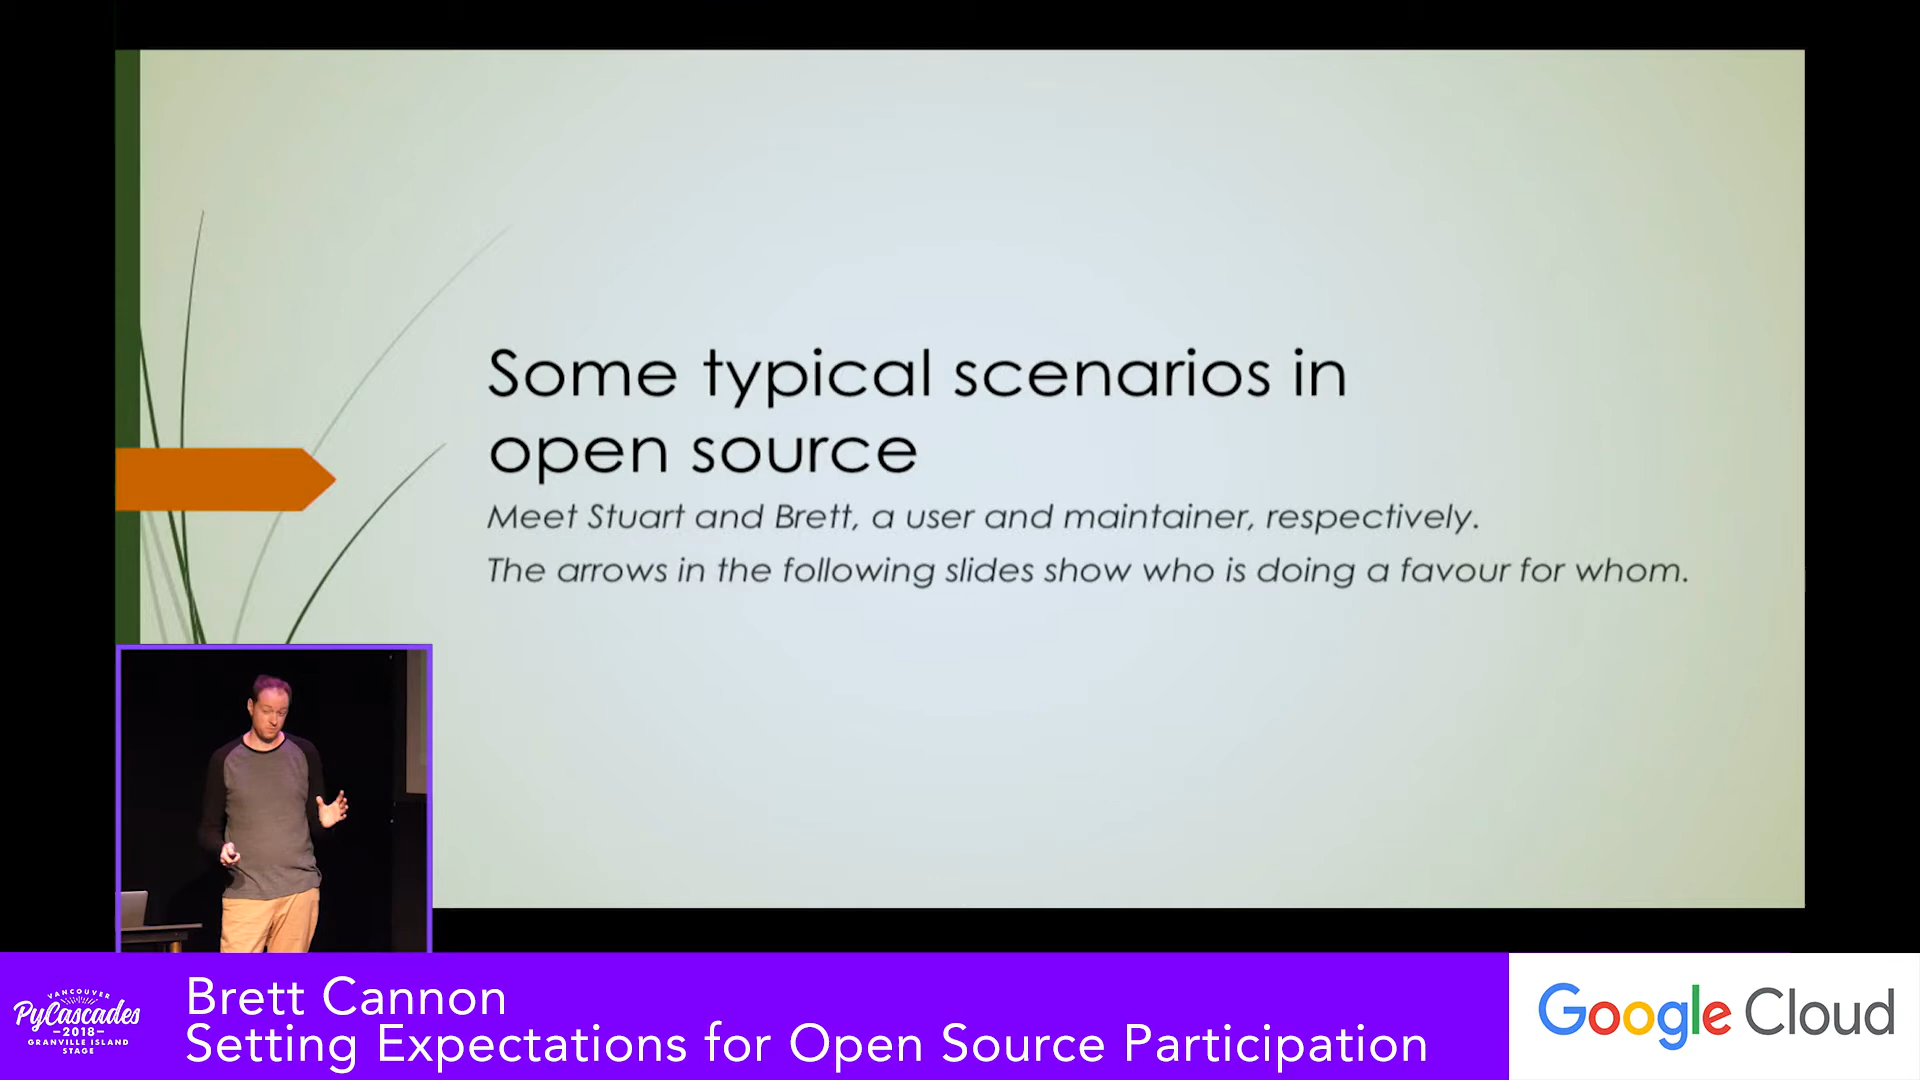 Some typical scenarios in
open source
Meet Stuart and Brett, a user and maintainer, respectively.
The arrows in the following slides show who is doing a favour for whom.
VANCOUVER
PyCascades
-2018-
GRANVILLE ISLAND
STAGE
Brett Cannon
Setting Expectations for Open Source Participation
Google Cloud